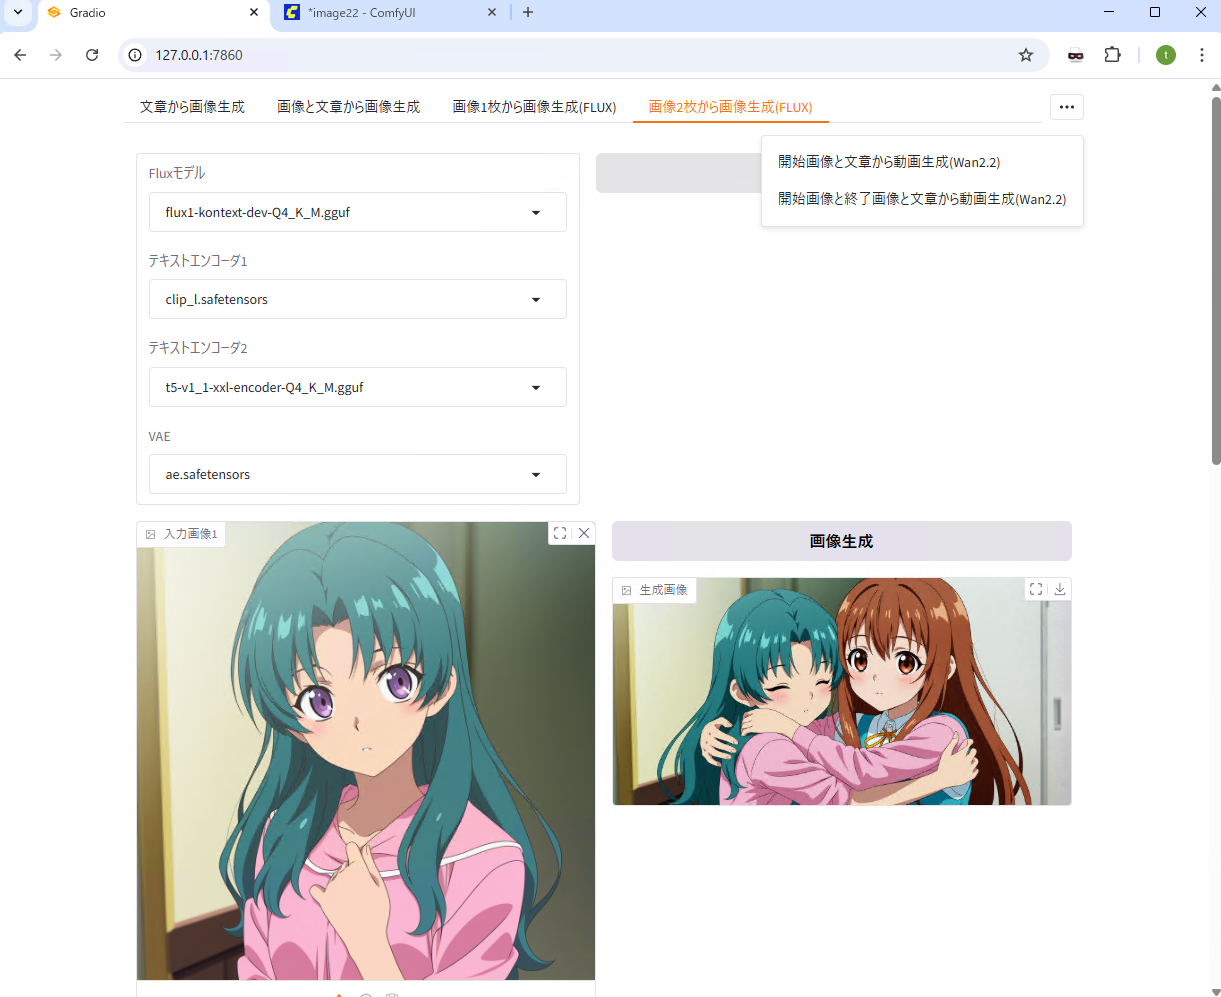 Gradio
*image22 - ComfyUI
127.0.0.1:7860
t
文章から画像生成
画像と文章から画像生成
画像1枚から画像生成(FLUX)
画像2枚から画像生成(FLUX)
開始画像と文章から動画生成(Wan2.2)
開始画像と終了画像と文章から動画生成(Wan2.2)
Fluxモデル
flux1-kontext-dev-Q4_K_M.gguf
テキストエンコーダ1
clip_l.safetensors
テキストエンコーダ2
t5-v1_1-xxl-encoder-Q4_K_M.gguf
VAE
ae.safetensors
入力画像1
画像生成
生成画像